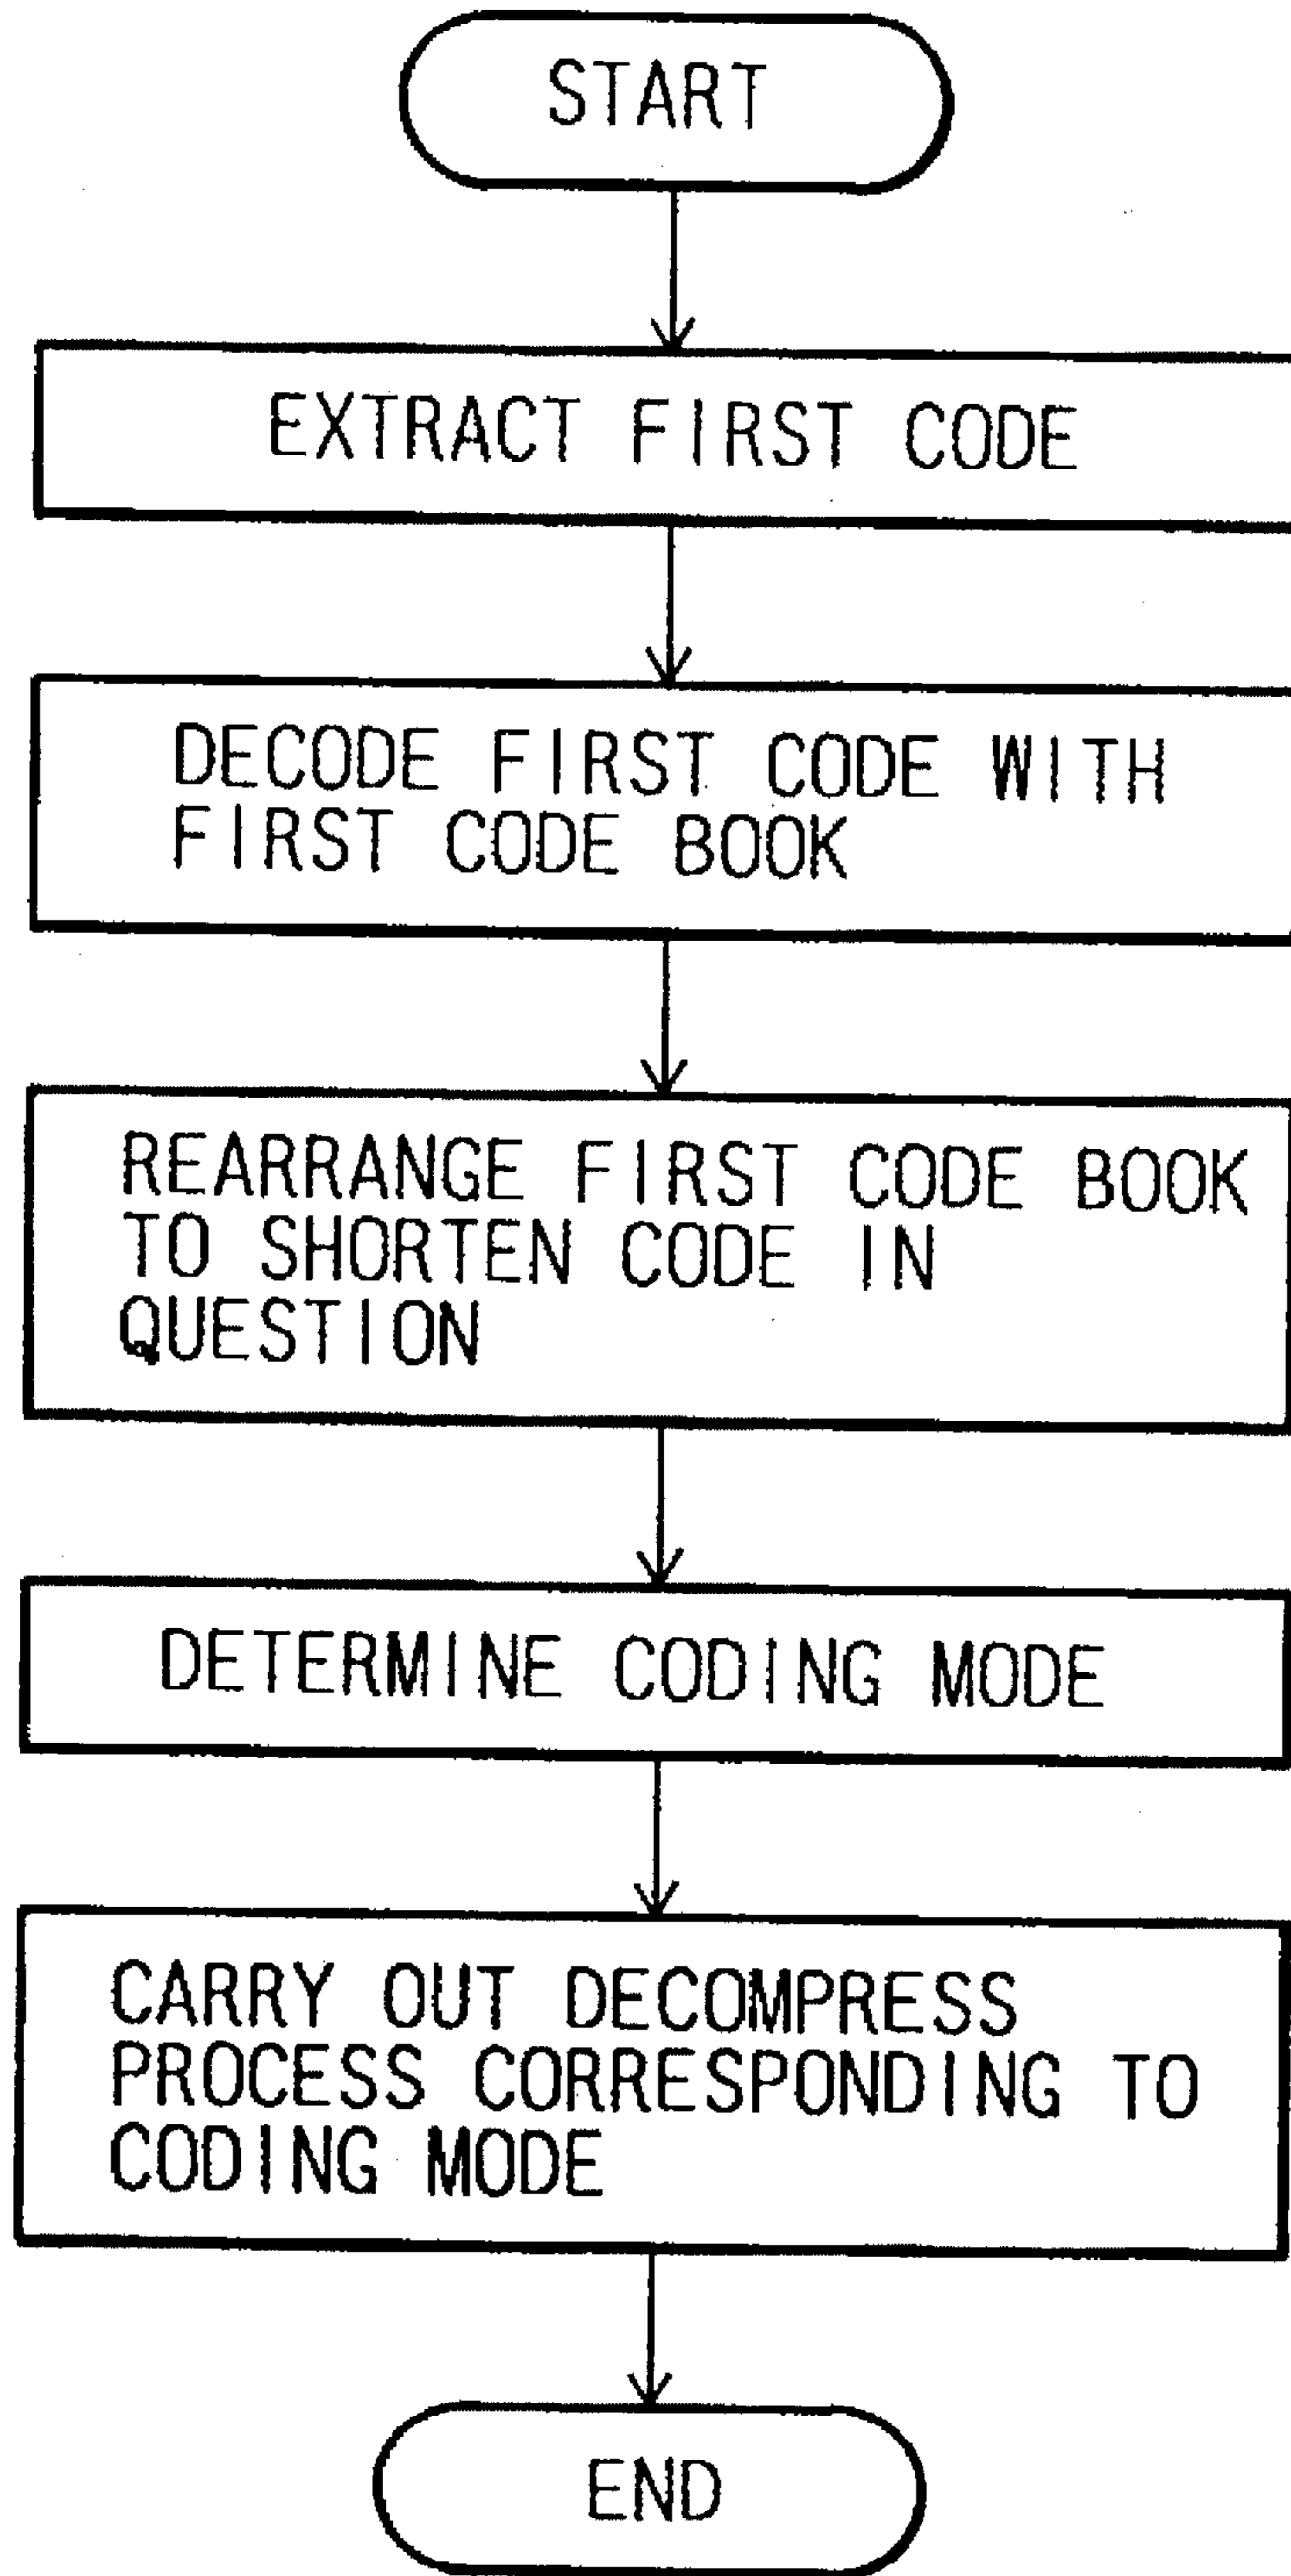 START
EXTRACT FIRST CODE
DECODE FIRST CODE WITH
FIRST CODE BOOK
REARRANGE FIRST CODE BOOK
TO SHORTEN CODE IN
QUESTION
DETERMINE CODING MODE
CARRY OUT DECOMPRESS
PROCESS CORRESPONDING TO
CODING MODE
END